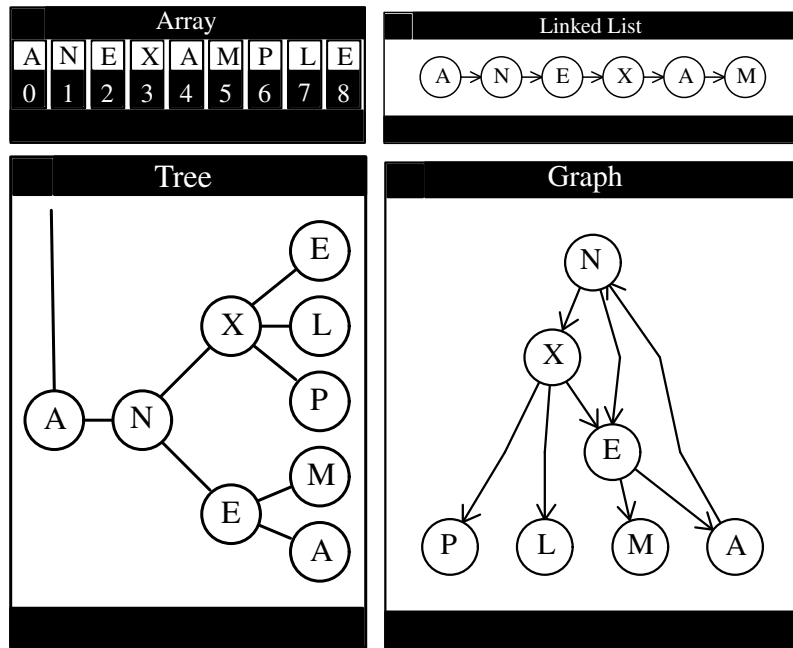 Array
A N E X A M P L E
0 1 2 3 4 5 6 7 8
Linked List
A N E X A M
Tree
E
X L
P
A N
M
E
A
Graph
N
X
E
P L M A